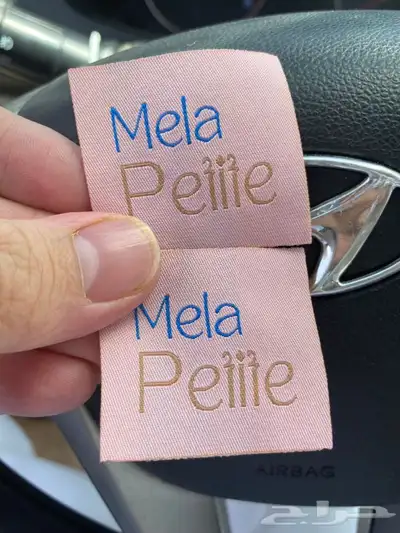 Mela
Petite
Mela
Petite
AIRBAG
حراج